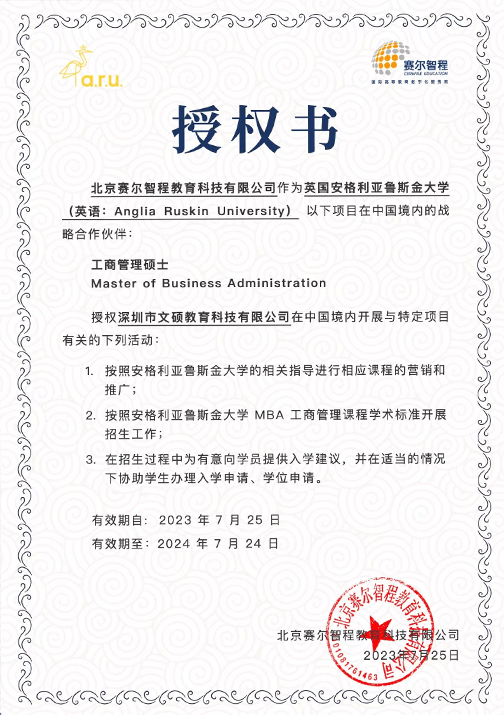 a.r.u.
赛尔智程
CERNET EDUCATION
授权书
北京赛尔智程教育科技有限公司作为英国安格利亚鲁斯金大学
（英语：Anglia Ruskin University） 以下项目在中国境内的战
略合作伙伴：
工商管理硕士
Master of Business Administration
授权深圳市文硕教育科技有限公司在中国境内开展与特定项目
有关的下列活动：
1. 按照安格利亚鲁斯金大学的相关指导进行相应课程的营销和
推广；
2. 按照安格利亚鲁斯金大学 MBA 工商管理课程学术标准开展
招生工作；
3. 在招生过程中为有意向学员提供入学建议，并在适当的情况
下协助学生办理入学申请、学位申请。
有效期自：2023 年 7 月 25 日
有效期至：2024 年 7 月 24 日
北京赛尔智程教育科技有限公司
北京赛尔智程教育科技有限公司
2023年7月25日